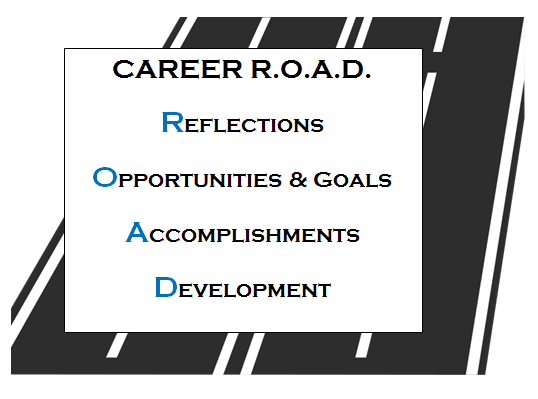 CAREER R.O.A.D.
REFLECTIONS
OPPORTUNITIES & GOALS
ACCOMPLISHMENTS
DEVELOPMENT